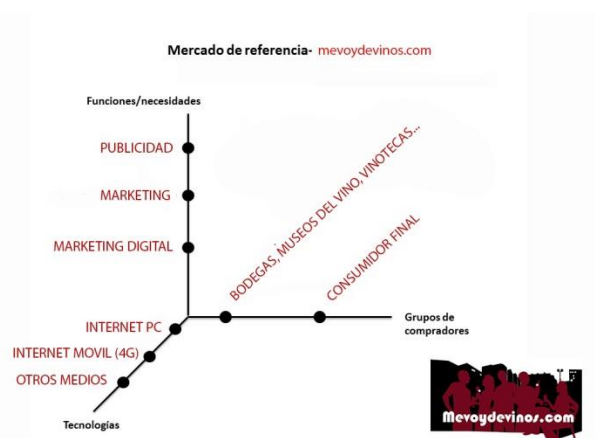 Mercado de referencia- mevoydevinos.com
Funciones/necesidades
PUBLICIDAD
MARKETING
MARKETING DIGITAL
BODEGAS, MUSEOS DEL VINO, VINOTECAS...
CONSUMIDOR FINAL
INTERNET PC
INTERNET MOVIL (4G)
OTROS MEDIOS
Grupos de
compradores
Tecnologías
Mevoydevinos.com